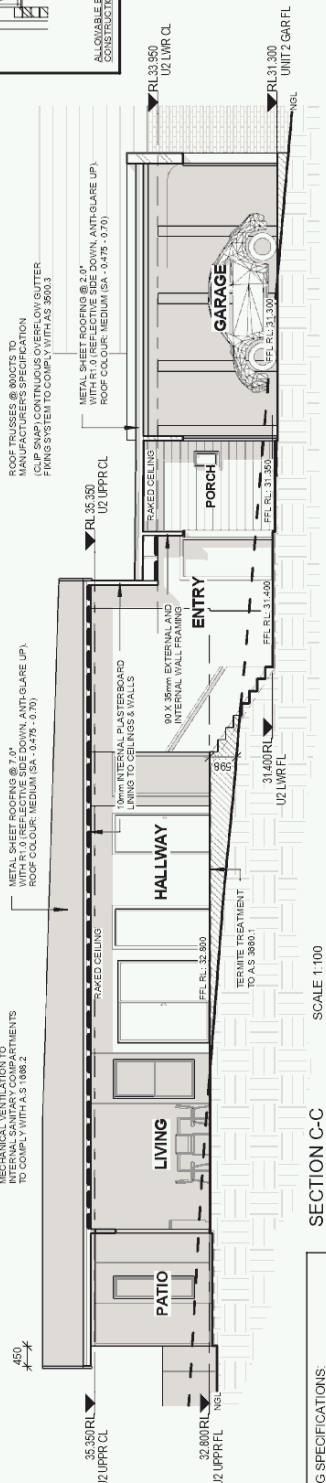 ALLOWABLE
CONSTRUCTION
ROOF TRUSSES @ 900CTS TO
MANUFACTURER'S SPECIFICATION
(CLIP SNAP) CONTINUOUS OVERFLOW GUTTER
FIXING SYSTEM TO COMPLY WITH AS 3500.3
METAL SHEET ROOFING @ 7.0°
WITH R1.0 (REFLECTIVE SIDE DOWN, ANTI-GLARE UP).
ROOF COLOUR: MEDIUM (SA - 0.475 - 0.70)
MECHANICAL VENTILATION TO
INTERNAL SANITARY COMPARTMENTS
TO COMPLY WITH A.S 1668.2
METAL SHEET ROOFING @ 2.0°
WITH R1.0 (REFLECTIVE SIDE DOWN, ANTI-GLARE UP).
ROOF COLOUR: MEDIUM (SA - 0.475 - 0.70)
450
35.350 RL
U2 UPPR CL
RL 35.350
U2 UPPR CL
RL 33.950
U2 LWR CL
10mm INTERNAL PLASTERBOARD
LINING TO CEILINGS & WALLS
90 X 35mm EXTERNAL AND
INTERNAL WALL FRAMING
RAKED CEILING
RAKED CEILING
PATIO
LIVING
HALLWAY
ENTRY
PORCH
GARAGE
FFL RL: 32.800
FFL RL: 31.400
FFL RL: 31.350
FFL RL: 31.300
32.800 RL
U2 UPPR FL
NGL
598
TERMITE TREATMENT
TO A.S 3660.1
31.400 RL
U2 LWR FL
RL 31.300
UNIT 2 GAR FL
NGL
SECTION C-C
SCALE 1:100
G SPECIFICATIONS: